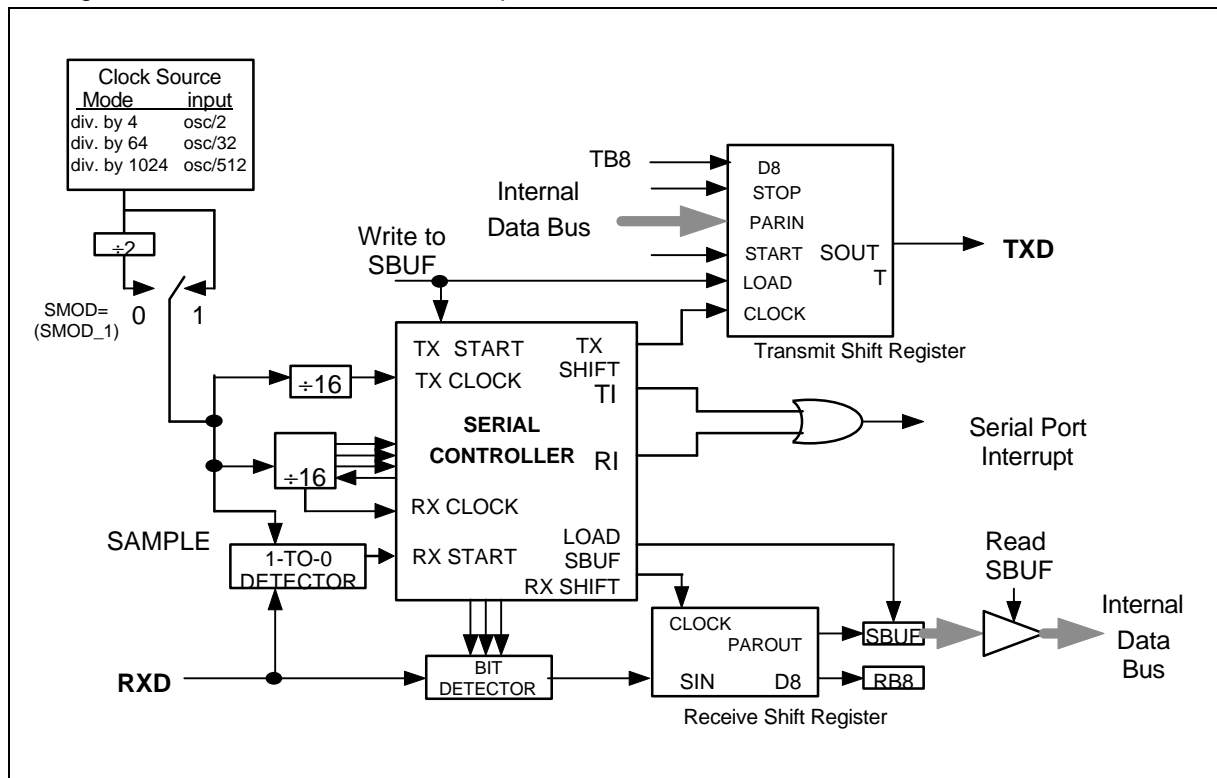 Clock Source
Mode input
div. by 4 osc/2
div. by 64 osc/32
div. by 1024 osc/512
÷2
SMOD=
(SMOD_1)
0 1
TB8
Internal
Data Bus
Write to
SBUF
D8
STOP
PARIN
START
SOUT
T
LOAD
CLOCK
TXD
Transmit Shift Register
÷16
÷16
TX START
TX CLOCK
SERIAL
CONTROLLER
RX CLOCK
RX START
TX
SHIFT
TI
RI
LOAD
SBUF
RX SHIFT
Serial Port
Interrupt
SAMPLE
1-TO-0
DETECTOR
RXD
BIT
DETECTOR
CLOCK
PAROUT
SIN D8
Receive Shift Register
SBUF
RB8
Read
SBUF
Internal
Data
Bus